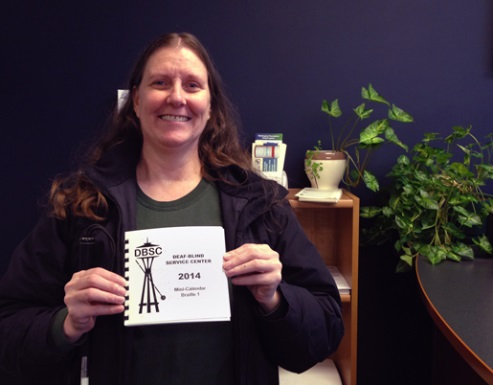 DBSC
DEAF-BLIND
SERVICE CENTER
2014
Mini-Calendar
Braille 1